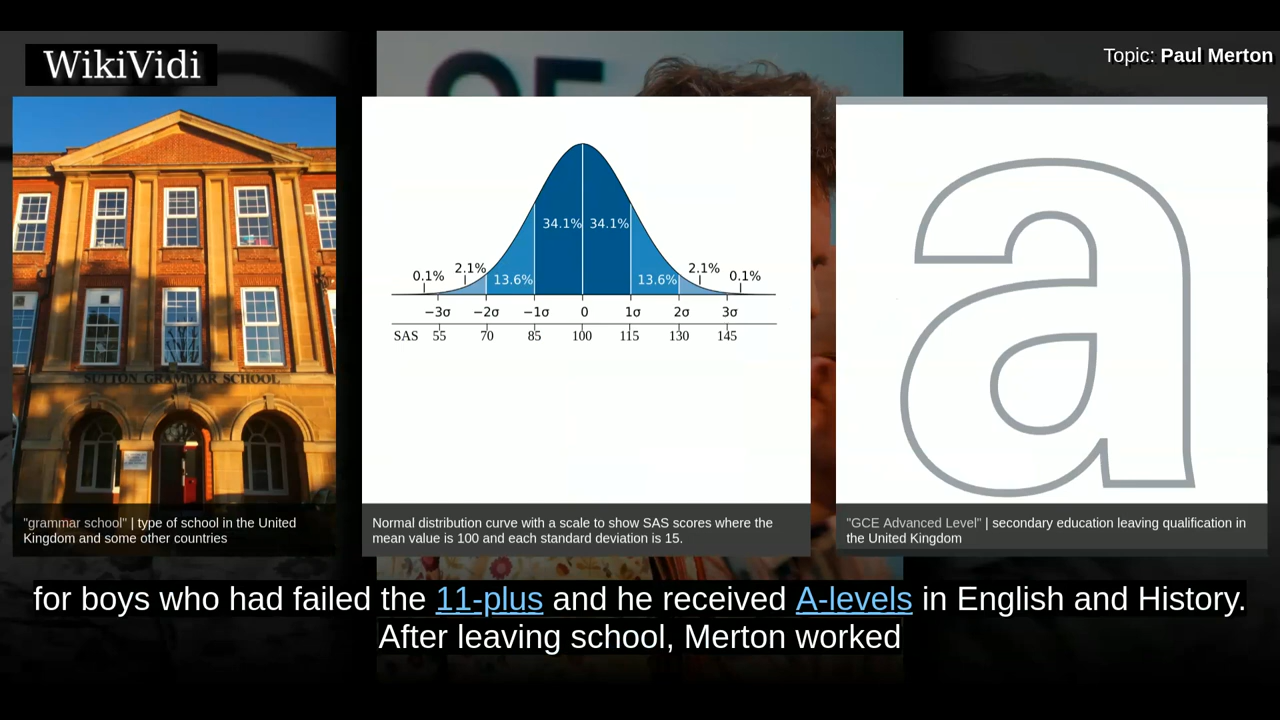 WikiVidi
Topic: Paul Merton
SUTTON GRAMMAR SCHOOL
"grammar school" | type of school in the United
Kingdom and some other countries
34.1% 34.1%
0.1% 2.1% 13.6% 13.6% 2.1% 0.1%
−3σ −2σ −1σ 0 1σ 2σ 3σ
SAS 55 70 85 100 115 130 145
Normal distribution curve with a scale to show SAS scores where the
mean value is 100 and each standard deviation is 15.
a
"GCE Advanced Level" | secondary education leaving qualification in
the United Kingdom
for boys who had failed the 11-plus and he received A-levels in English and History.
After leaving school, Merton worked